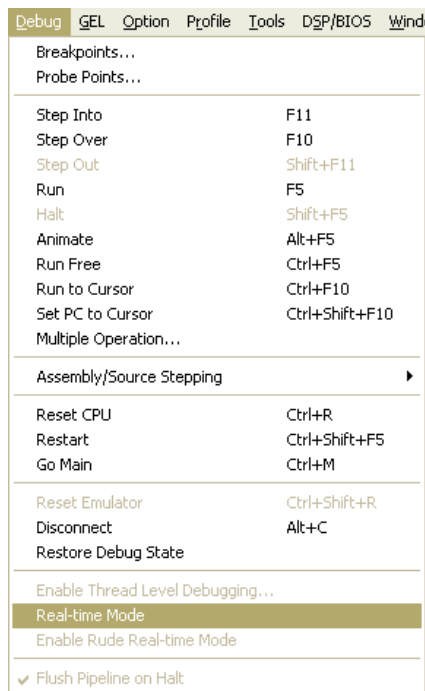 Debug GEL Option Profile Tools DSP/BIOS Wind
Breakpoints...
Probe Points...
Step Into F11
Step Over F10
Step Out Shift+F11
Run F5
Halt Shift+F5
Animate Alt+F5
Run Free Ctrl+F5
Run to Cursor Ctrl+F10
Set PC to Cursor Ctrl+Shift+F10
Multiple Operation...
Assembly/Source Stepping
Reset CPU Ctrl+R
Restart Ctrl+Shift+F5
Go Main Ctrl+M
Reset Emulator Ctrl+Shift+R
Disconnect Alt+C
Restore Debug State
Enable Thread Level Debugging...
Real-time Mode
Enable Rude Real-time Mode
Flush Pipeline on Halt